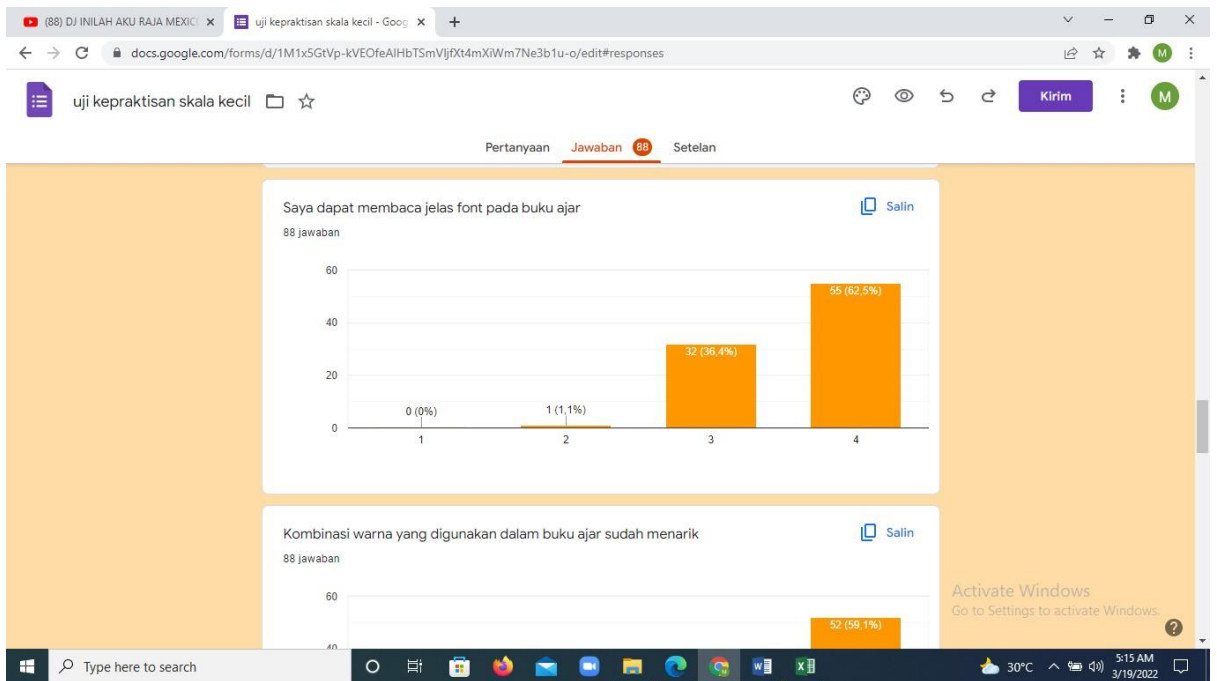 (88) DJ INILAH AKU RAJA MEXIC
uji kepraktisan skala kecil - Goog
docs.google.com/forms/d/1M1x5GtVp-kVEOfeAIHbTSmVIjfXt4mXiWm7Ne3b1u-o/edit#responses
M
uji kepraktisan skala kecil
Kirim
M
Pertanyaan Jawaban 88 Setelan
Saya dapat membaca jelas font pada buku ajar
Salin
88 jawaban
60
55 (62,5%)
40
32 (36,4%)
20
0 (0%)
1 (1,1%)
0
1 2 3 4
Kombinasi warna yang digunakan dalam buku ajar sudah menarik
Salin
88 jawaban
60
52 (59,1%)
40
Activate Windows
Go to Settings to activate Windows.
Type here to search
30°C
5:15 AM
3/19/2022